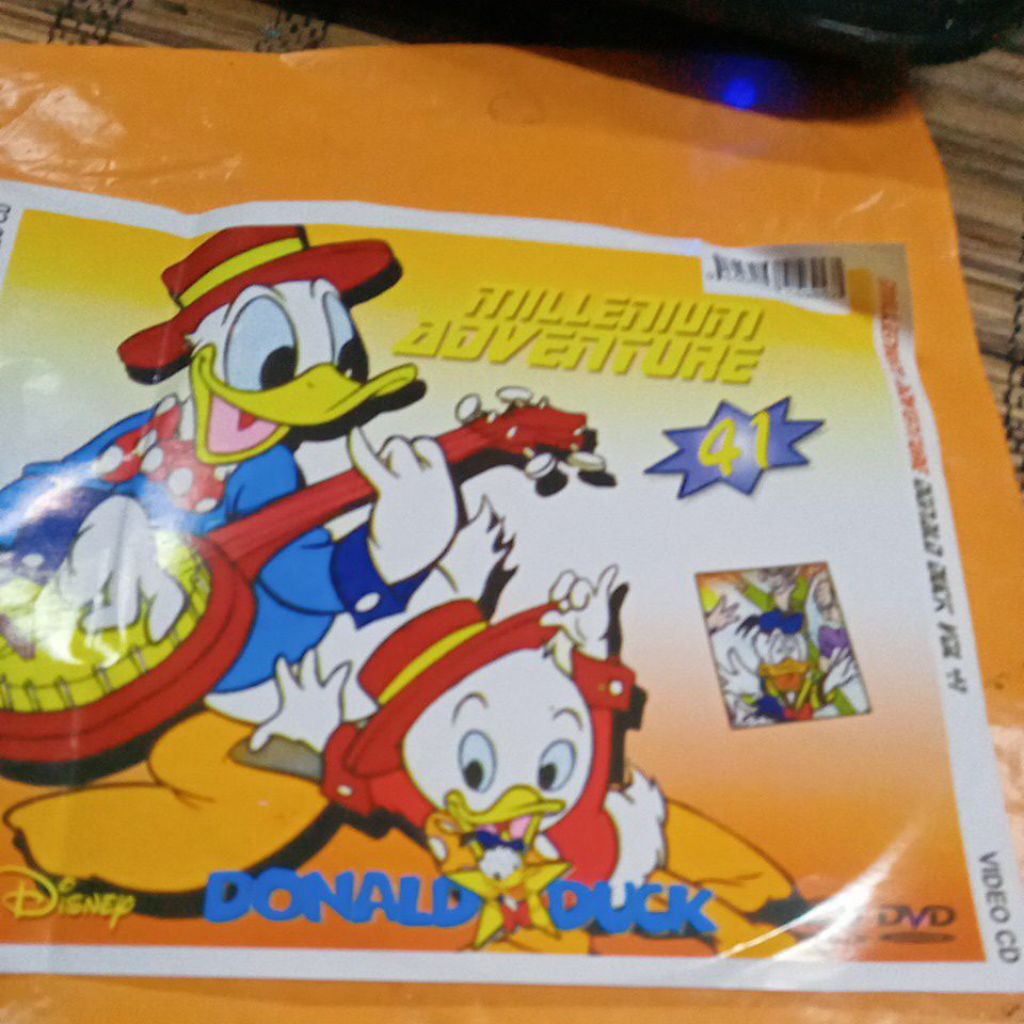 MILLENIUM
ADVENTURE
41
DISNEY
DONALD DUCK
DVD
VIDEO CD